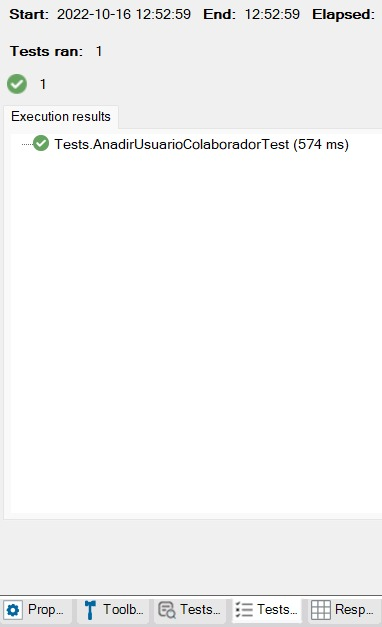 Start: 2022-10-16 12:52:59 End: 12:52:59 Elapsed:
Tests ran: 1
1
Execution results
Tests.AnadirUsuarioColaboradorTest (574 ms)
Prop... Toolb... Tests... Tests... Resp...